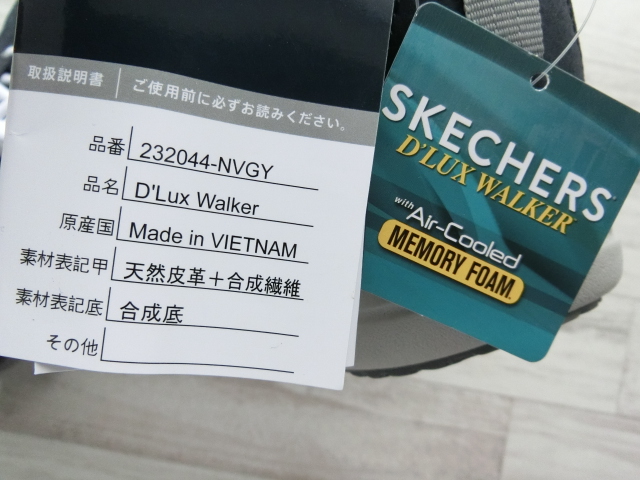 取扱説明書
ご使用前に必ずお読みください。
品番 232044-NVGY
品名 D'Lux Walker
原産国 Made in VIETNAM
素材表記甲 天然皮革＋合成繊維
素材表記底 合成底
その他
SKECHERS
D'LUX WALKER
with Air-Cooled
MEMORY FOAM